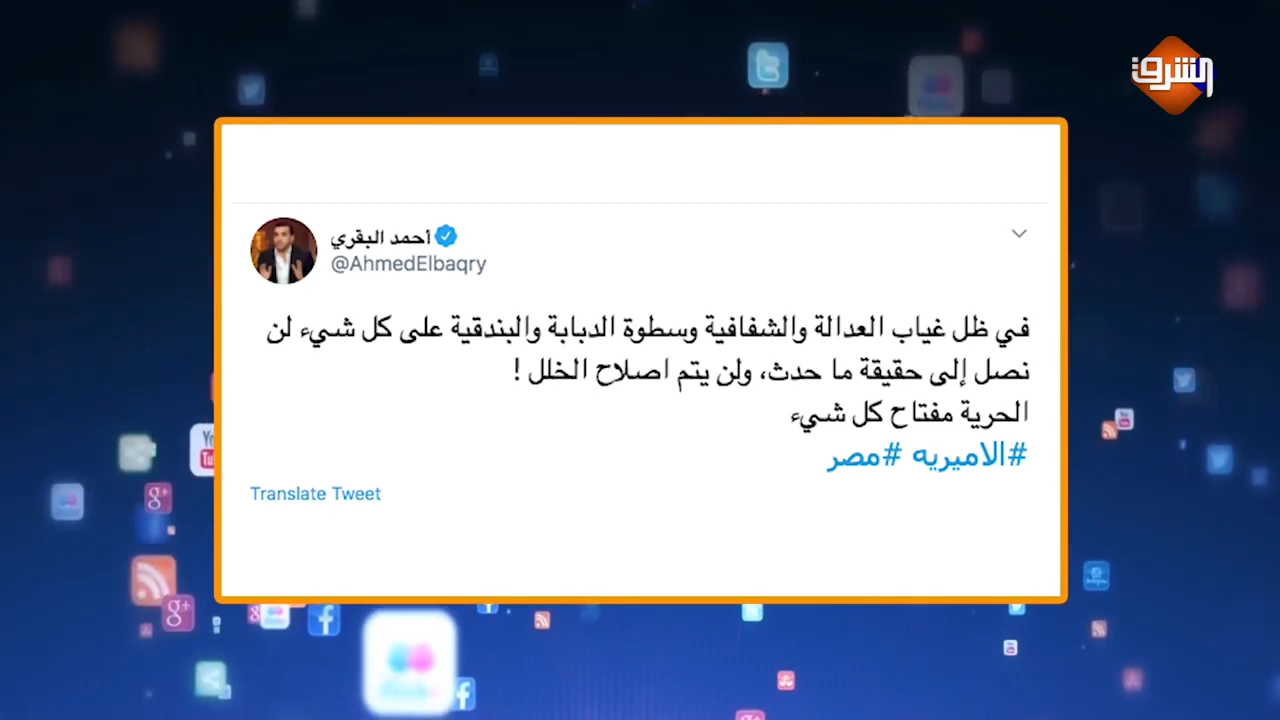 الشرق
أحمد البقري
@AhmedElbaqry
في ظل غياب العدالة والشفافية وسطوة الدبابة والبندقية على كل شيء لن
نصل إلى حقيقة ما حدث، ولن يتم اصلاح الخلل !
الحرية مفتاح كل شيء
#الاميريه #مصر
Translate Tweet